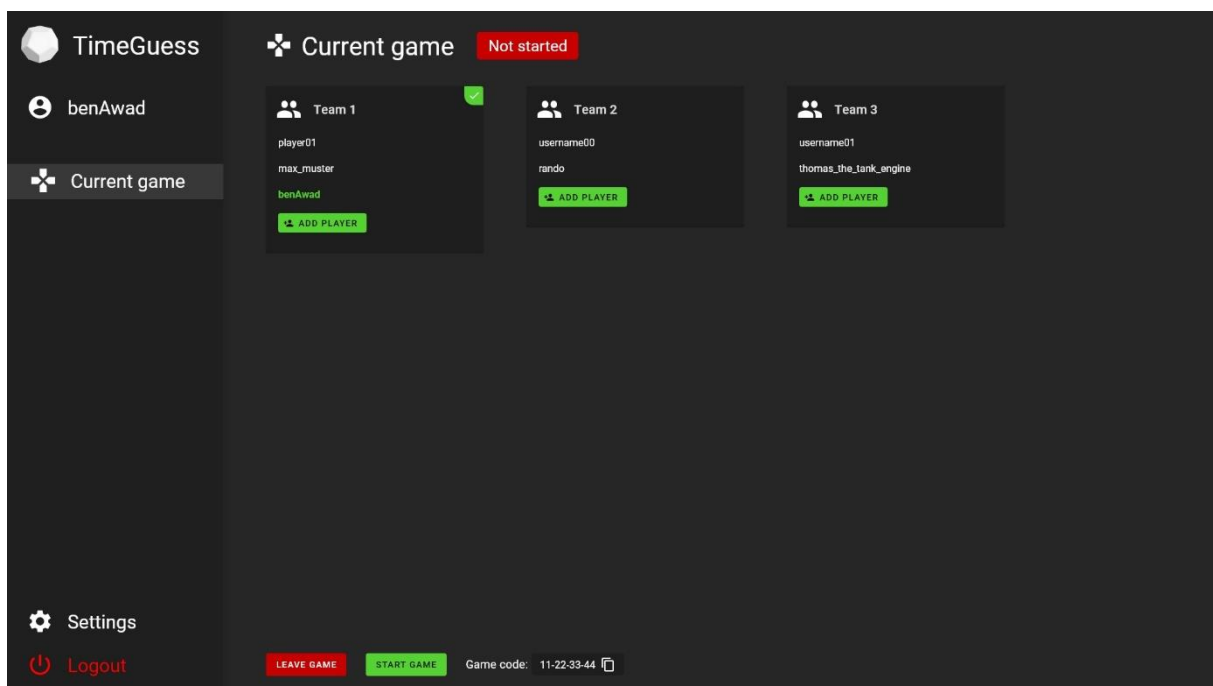 TimeGuess
benAwad
Current game
Settings
Logout
Current game
Not started
Team 1
player01
max_muster
benAwad
ADD PLAYER
Team 2
username00
rando
ADD PLAYER
Team 3
username01
thomas_the_tank_engine
ADD PLAYER
LEAVE GAME
START GAME
Game code: 11-22-33-44